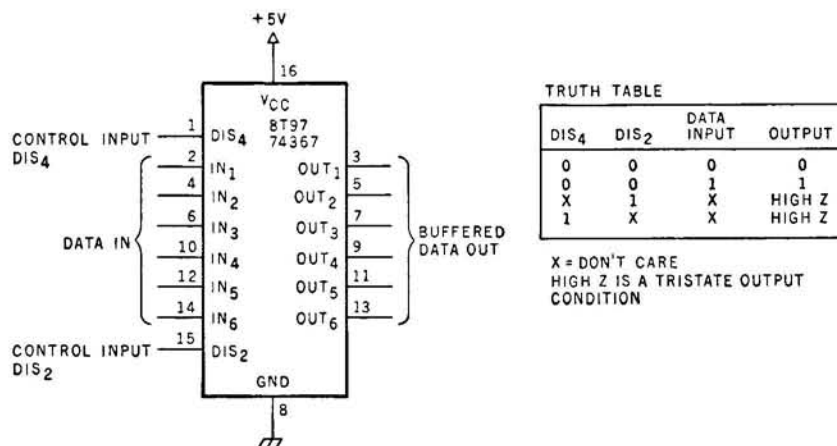 +5V
16
VCC
8T97
74367
CONTROL INPUT
DIS4
1
DIS4
DATA IN
2
IN1
4
IN2
6
IN3
10
IN4
12
IN5
14
IN6
CONTROL INPUT
DIS2
15
DIS2
OUT1
3
OUT2
5
OUT3
7
OUT4
9
OUT5
11
OUT6
13
BUFFERED
DATA OUT
GND
8
TRUTH TABLE
DIS4 DIS2 DATA INPUT OUTPUT
0 0 0 0
0 0 1 1
X 1 X HIGH Z
1 X X HIGH Z
X = DON'T CARE
HIGH Z IS A TRISTATE OUTPUT
CONDITION